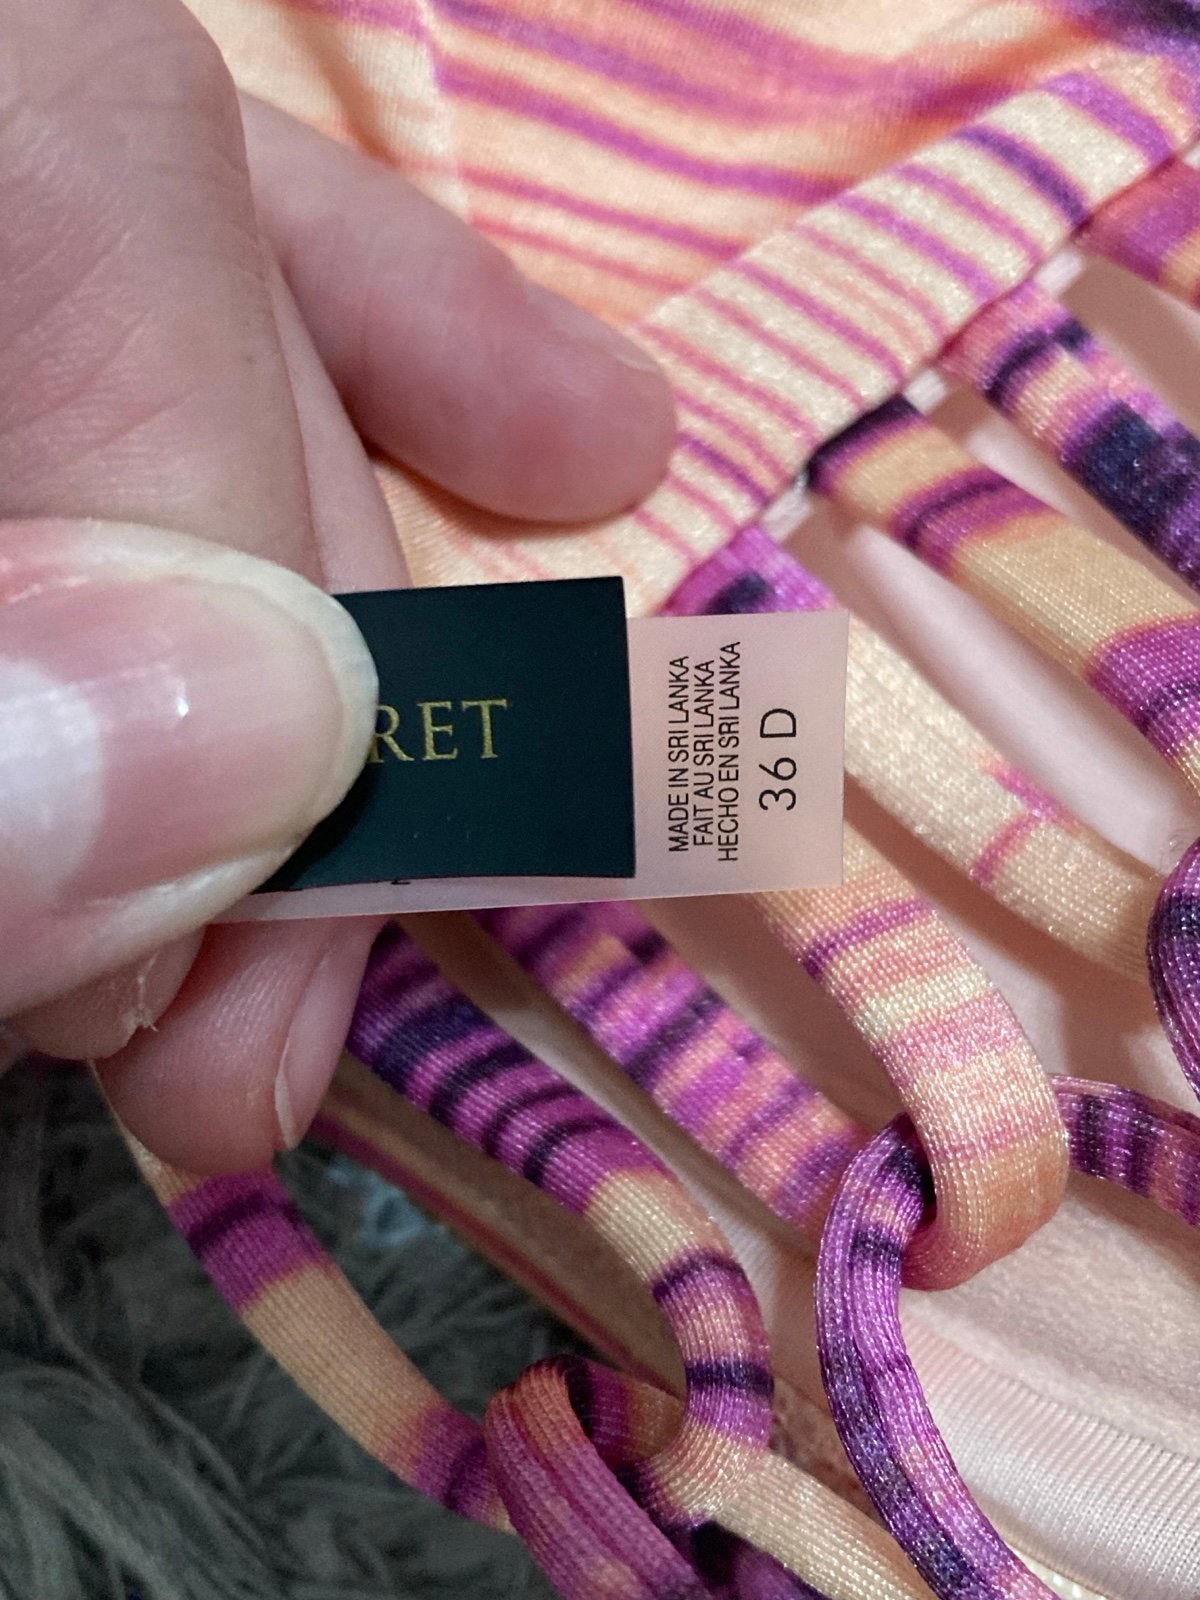 RET
MADE IN SRI LANKA
FAIT AU SRI LANKA
HECHO EN SRI LANKA
36 D